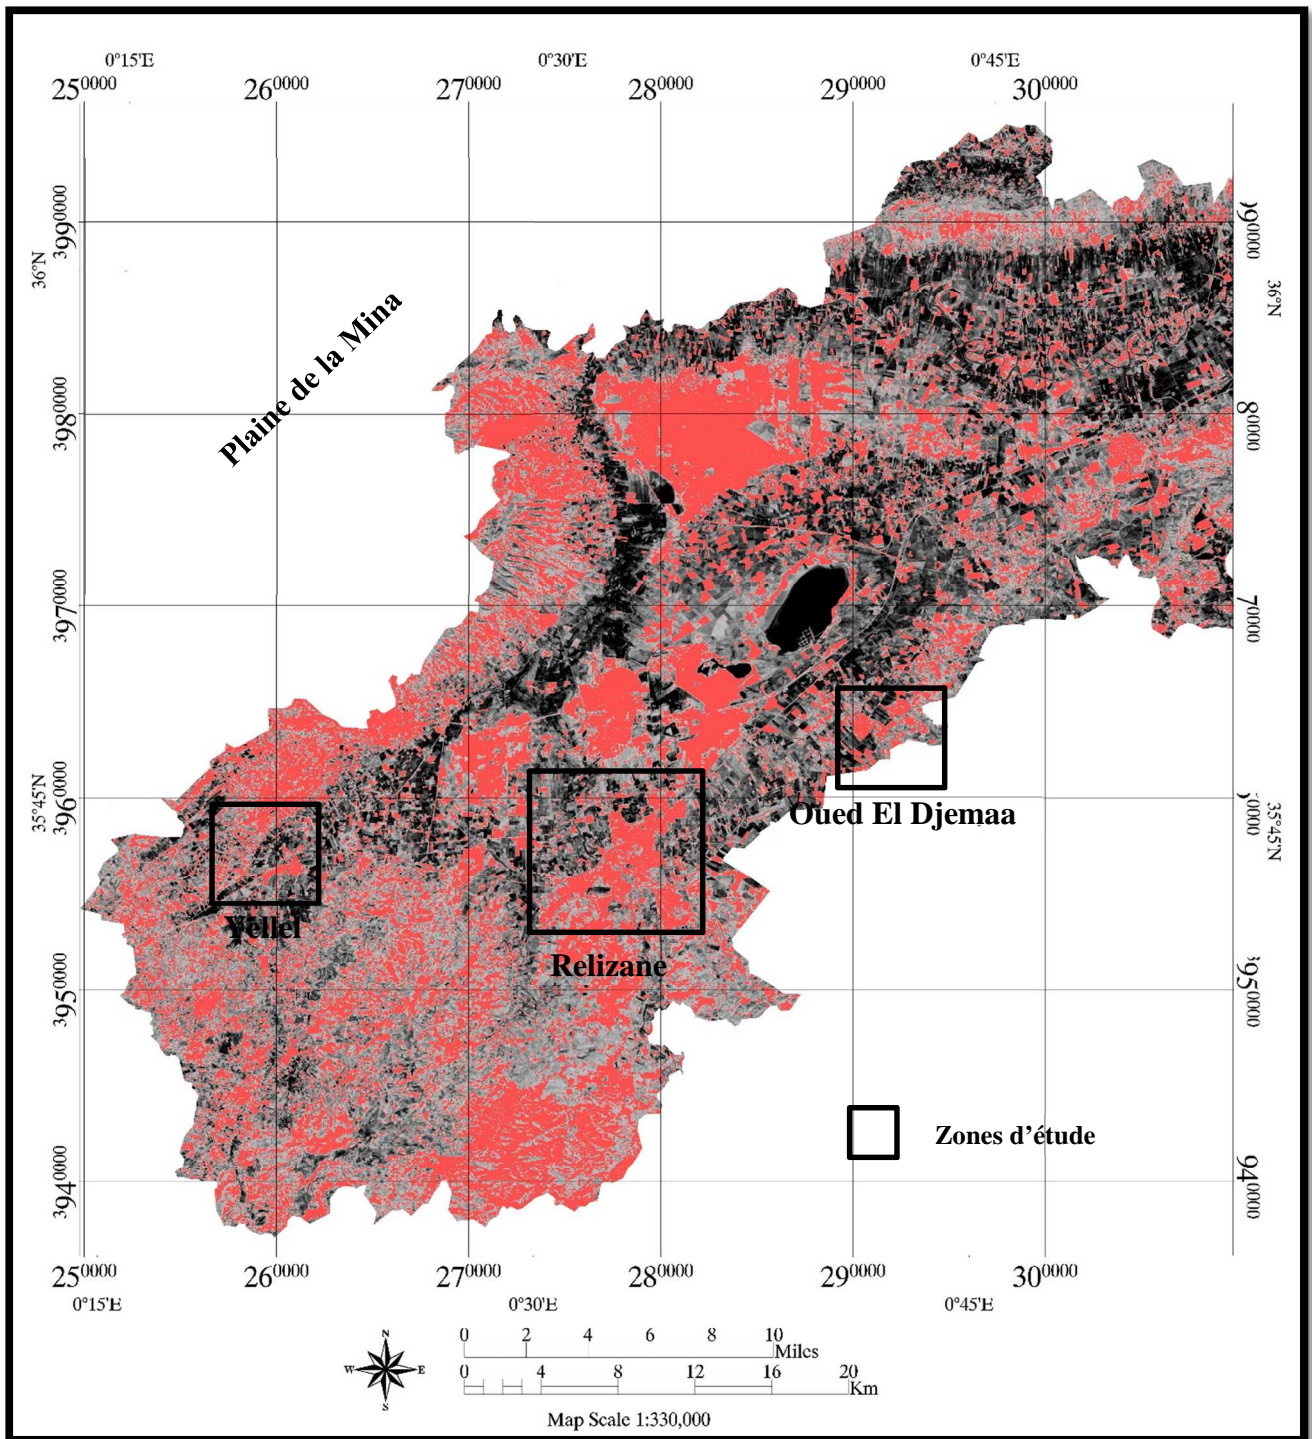 0°15'E 0°30'E 0°45'E
250000 260000 270000 280000 290000 300000
3990000
36°N
36°N
Plaine de la Mina
3980000
80000
3970000
70000
3960000
35°45'N
35°45'N
Oued El Djemaa
Yellel
Relizane
3950000
3940000
940000
Zones d'étude
250000 260000 270000 280000 290000 300000
0°15'E 0°30'E 0°45'E
N
W E
S
0 2 4 6 8 10
Miles
0 4 8 12 16 20
Km
Map Scale 1:330,000